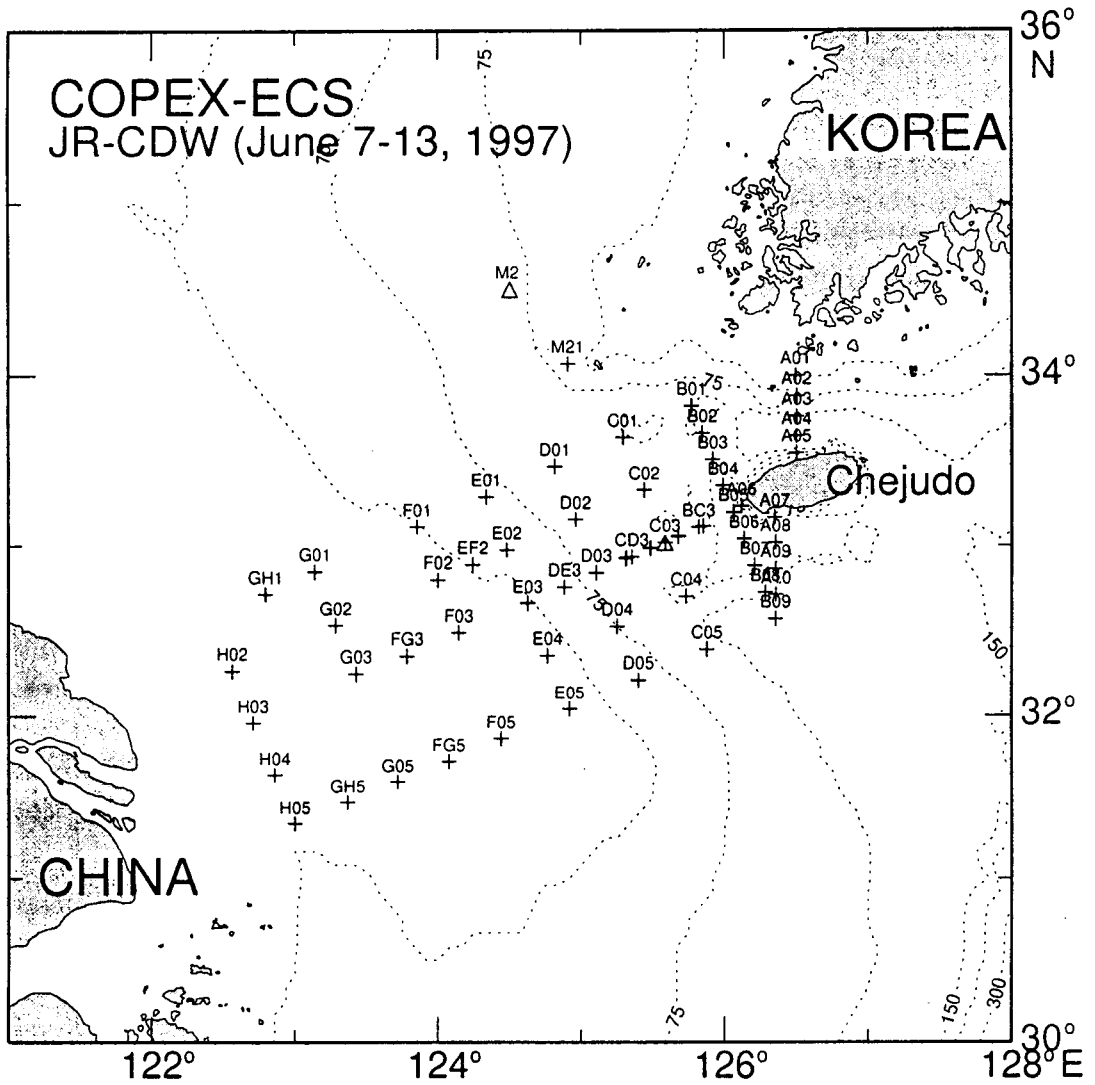 36°
N
75
COPEX-ECS
JR-CDW (June 7-13, 1997)
KOREA
M2
M21
A01
34°
A02
75
B01
A03
B02
A04
C01
A05
B03
D01
B04
C02
Chejudo
E01
A06
B05
A07
D02
F01
BC3
C03
B06
A08
E02
CD3
EF2
G01
D03
A09
F02
DE3
GH1
E03
C04
A10
75
D04
B09
G02
F03
C05
E04
FG3
G03
H02
D05
150
E05
32°
H03
F05
FG5
H04
G05
GH5
H05
CHINA
150
300
75
30°
122°
124°
126°
128°E